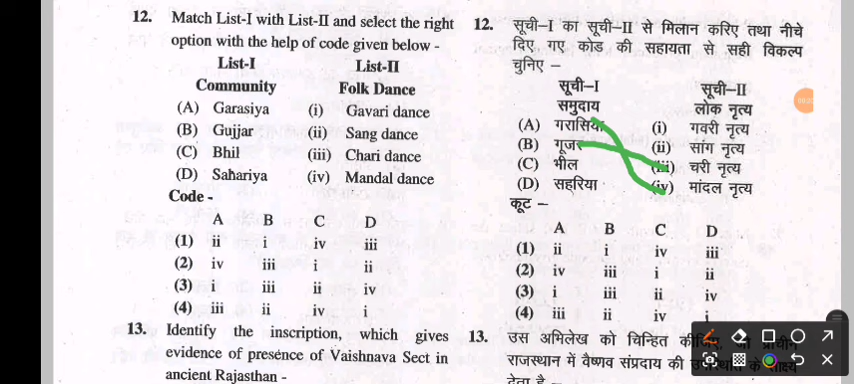 12. Match List-I with List-II and select the right
option with the help of code given below -
List-I List-II
Community Folk Dance
(A) Garasiya (i) Gavari dance
(B) Gujjar (ii) Sang dance
(C) Bhil (iii) Chari dance
(D) Sahariya (iv) Mandal dance
Code -
A B C D
(1) ii i iv iii
(2) iv iii i ii
(3) i iii ii iv
(4) iii ii iv i
13. Identify the inscription, which gives
evidence of presence of Vaishnava Sect in
ancient Rajasthan -
12. सूची–I का सूची–II से मिलान करिए तथा नीचे
दिए गए कोड की सहायता से सही विकल्प
चुनिए –
सूची–I सूची–II
समुदाय लोक नृत्य
(A) गरासिया (i) गवरी नृत्य
(B) गूजर (ii) सांग नृत्य
(C) भील (iii) चरी नृत्य
(D) सहरिया (iv) मांदल नृत्य
कूट –
A B C D
(1) ii i iv iii
(2) iv iii i ii
(3) i iii ii iv
(4) iii ii iv i
13. उस अभिलेख को चिन्हित प्राचीन
राजस्थान में वैष्णव संप्रदाय की के साक्ष्य
देता है –